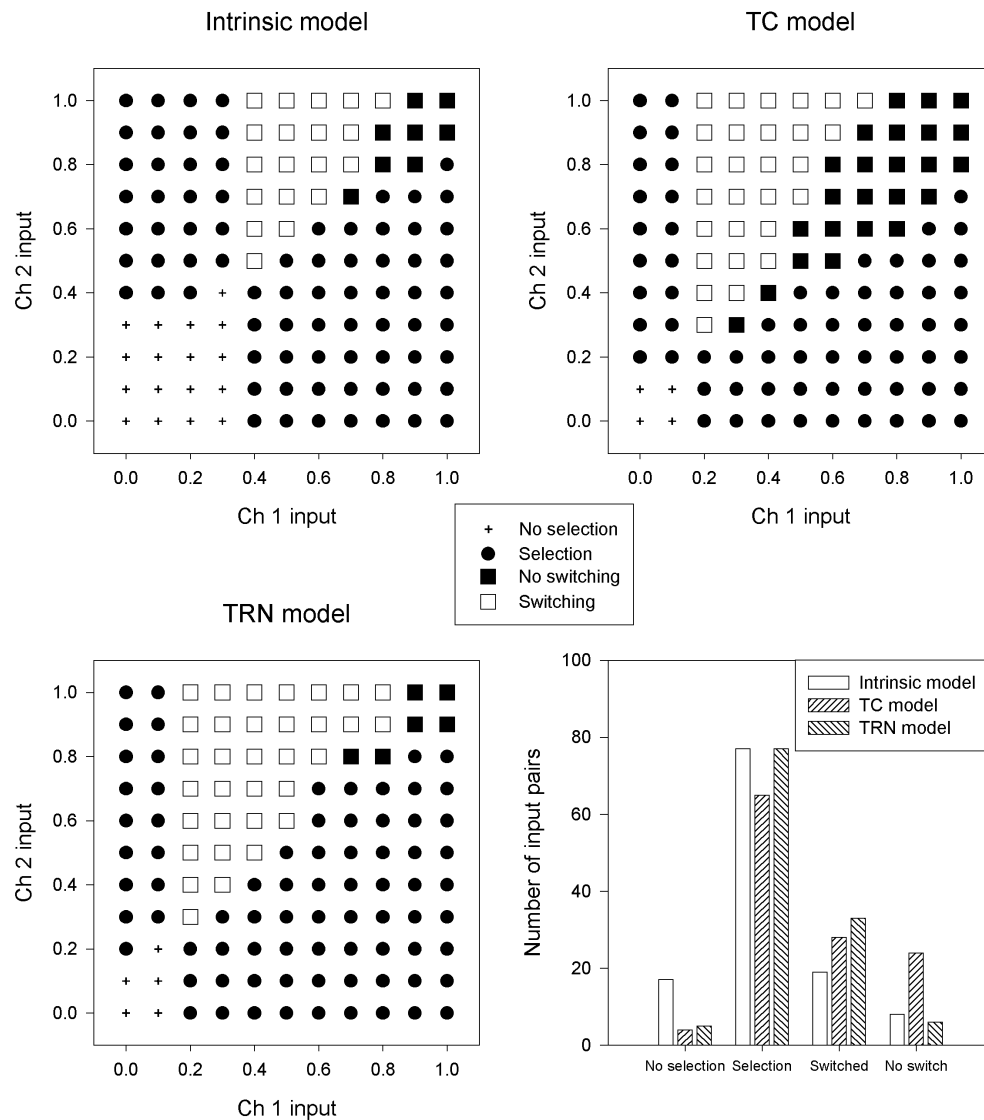 Intrinsic model
TC model
Ch 2 input
1.0
0.8
0.6
0.4
0.2
0.0
0.0 0.2 0.4 0.6 0.8 1.0
Ch 1 input
Ch 2 input
1.0
0.8
0.6
0.4
0.2
0.0
0.0 0.2 0.4 0.6 0.8 1.0
Ch 1 input
+ No selection
Selection
No switching
Switching
TRN model
Ch 2 input
1.0
0.8
0.6
0.4
0.2
0.0
0.0 0.2 0.4 0.6 0.8 1.0
Ch 1 input
Number of input pairs
100
80
60
40
20
0
Intrinsic model
TC model
TRN model
No selection Selection Switched No switch